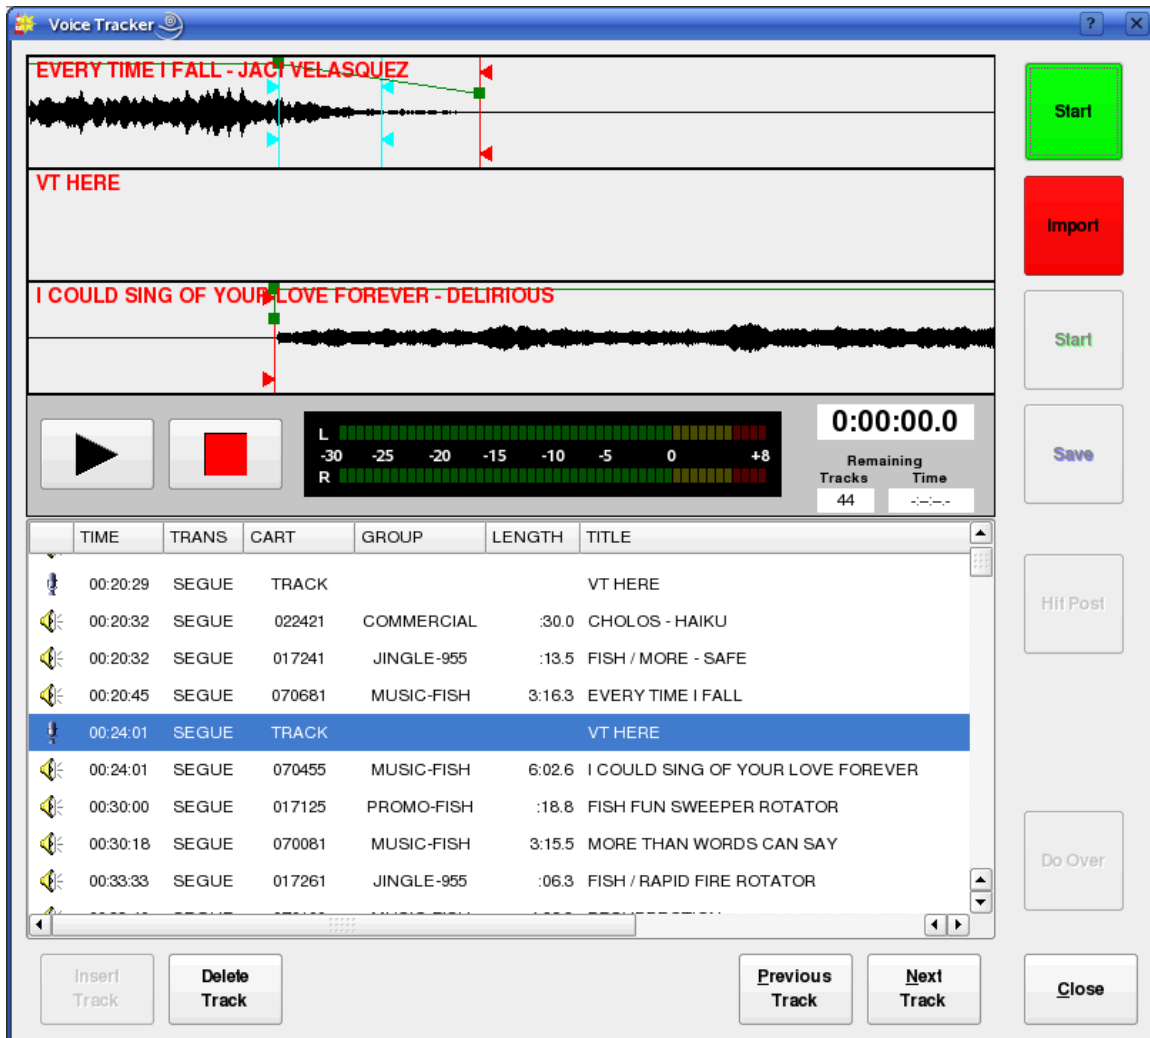 Voice Tracker
?
EVERY TIME I FALL - JACI VELASQUEZ
Start
VT HERE
Import
I COULD SING OF YOUR LOVE FOREVER - DELIRIOUS
Start
L
-30 -25 -20 -15 -10 -5 0 +8
R
0:00:00.0
Remaining
Tracks Time
44 -:--:--.-
Save
TIME TRANS CART GROUP LENGTH TITLE
00:20:29 SEGUE TRACK VT HERE
00:20:32 SEGUE 022421 COMMERCIAL :30.0 CHOLOS - HAIKU
00:20:32 SEGUE 017241 JINGLE-955 :13.5 FISH / MORE - SAFE
00:20:45 SEGUE 070681 MUSIC-FISH 3:16.3 EVERY TIME I FALL
00:24:01 SEGUE TRACK VT HERE
00:24:01 SEGUE 070455 MUSIC-FISH 6:02.6 I COULD SING OF YOUR LOVE FOREVER
00:30:00 SEGUE 017125 PROMO-FISH :18.8 FISH FUN SWEEPER ROTATOR
00:30:18 SEGUE 070081 MUSIC-FISH 3:15.5 MORE THAN WORDS CAN SAY
00:33:33 SEGUE 017261 JINGLE-955 :06.3 FISH / RAPID FIRE ROTATOR
Hit Post
Do Over
Insert
Track
Delete
Track
Previous
Track
Next
Track
Close